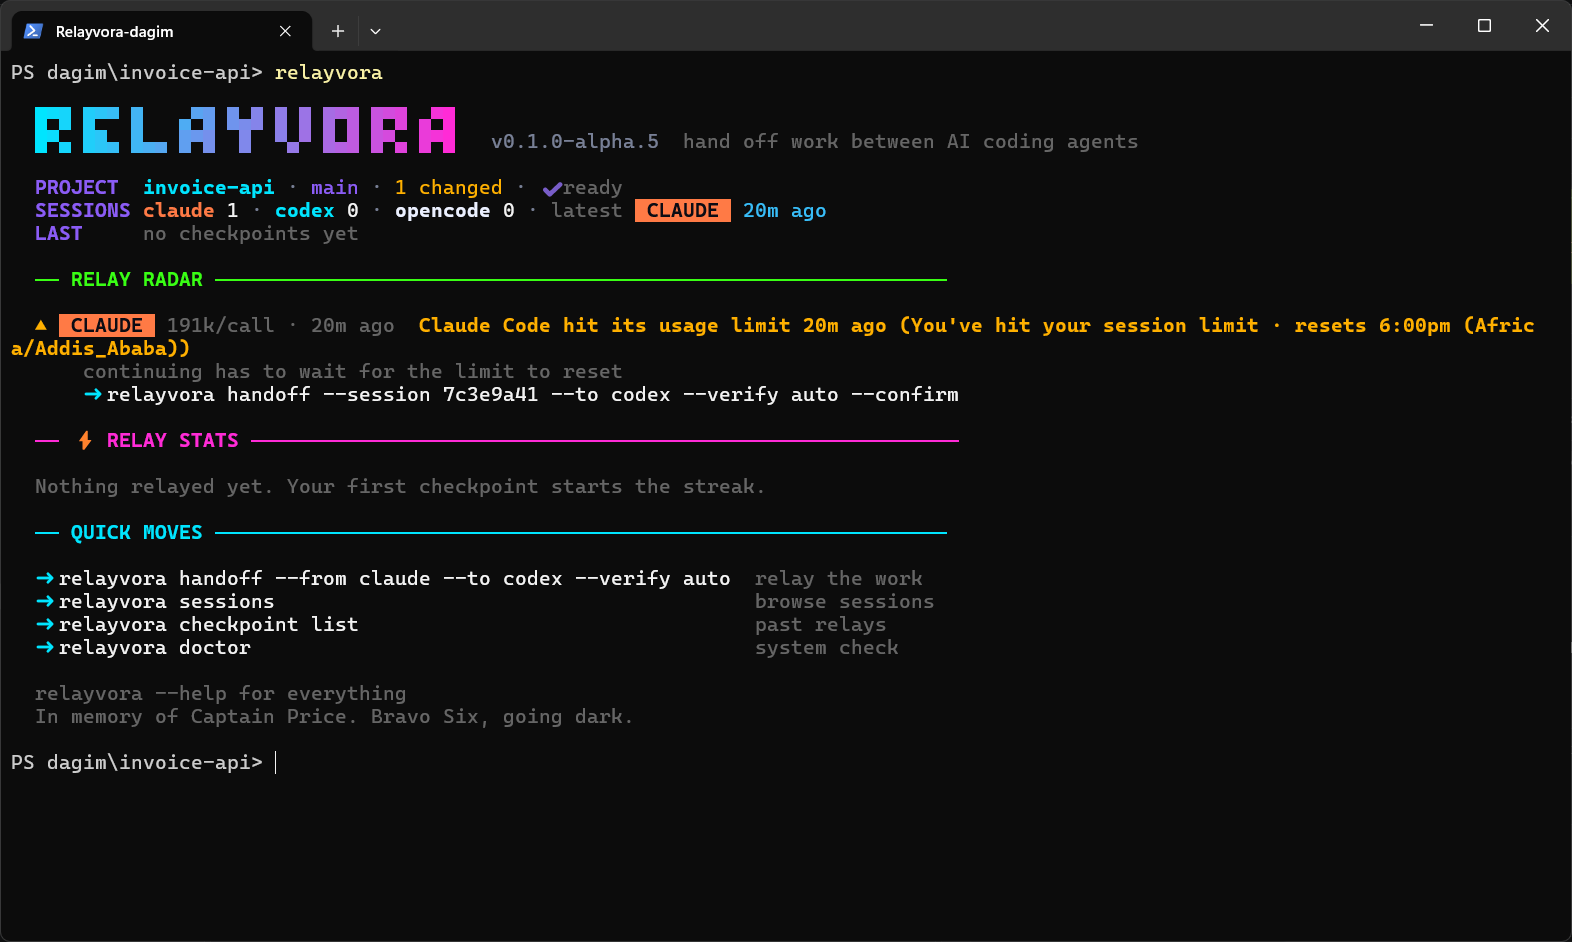 Relayvora-dagim
PS dagim\invoice-api> relayvora
RELAYVORA v0.1.0-alpha.5 hand off work between AI coding agents
PROJECT invoice-api · main · 1 changed · ✔ready
SESSIONS claude 1 · codex 0 · opencode 0 · latest CLAUDE 20m ago
LAST no checkpoints yet
── RELAY RADAR ──
▲ CLAUDE 191k/call · 20m ago Claude Code hit its usage limit 20m ago (You've hit your session limit · resets 6:00pm (Afric
a/Addis_Ababa))
continuing has to wait for the limit to reset
➜ relayvora handoff --session 7c3e9a41 --to codex --verify auto --confirm
── ⚡ RELAY STATS ──
Nothing relayed yet. Your first checkpoint starts the streak.
── QUICK MOVES ──
➜ relayvora handoff --from claude --to codex --verify auto relay the work
➜ relayvora sessions browse sessions
➜ relayvora checkpoint list past relays
➜ relayvora doctor system check
relayvora --help for everything
In memory of Captain Price. Bravo Six, going dark.
PS dagim\invoice-api>